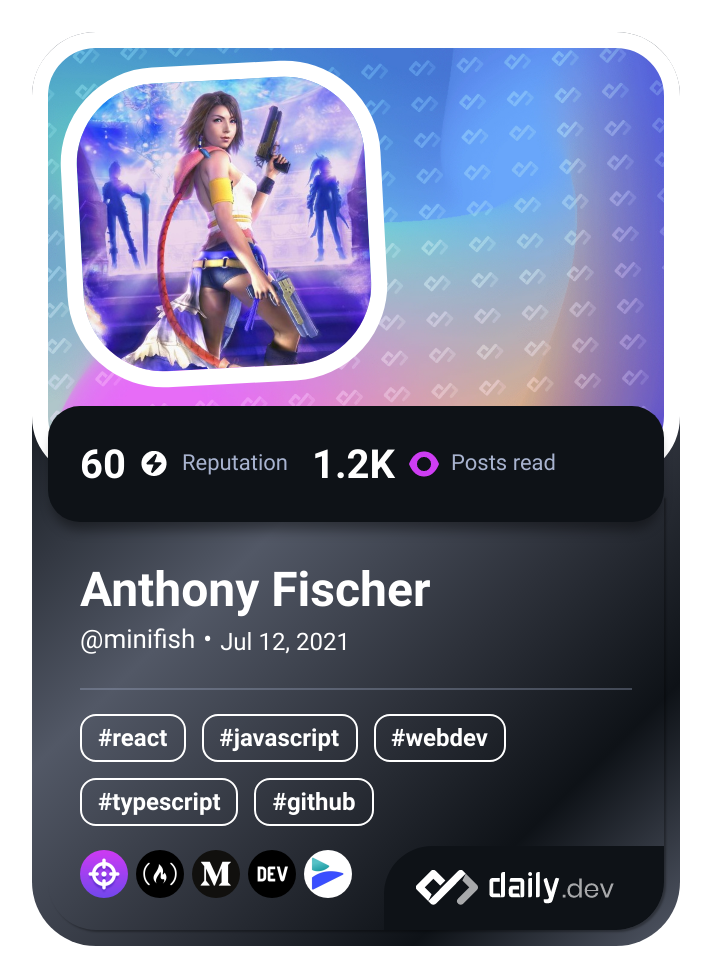 60 Reputation 1.2K Posts read
Anthony Fischer
@minifish • Jul 12, 2021
#react #javascript #webdev
#typescript #github
M DEV daily.dev